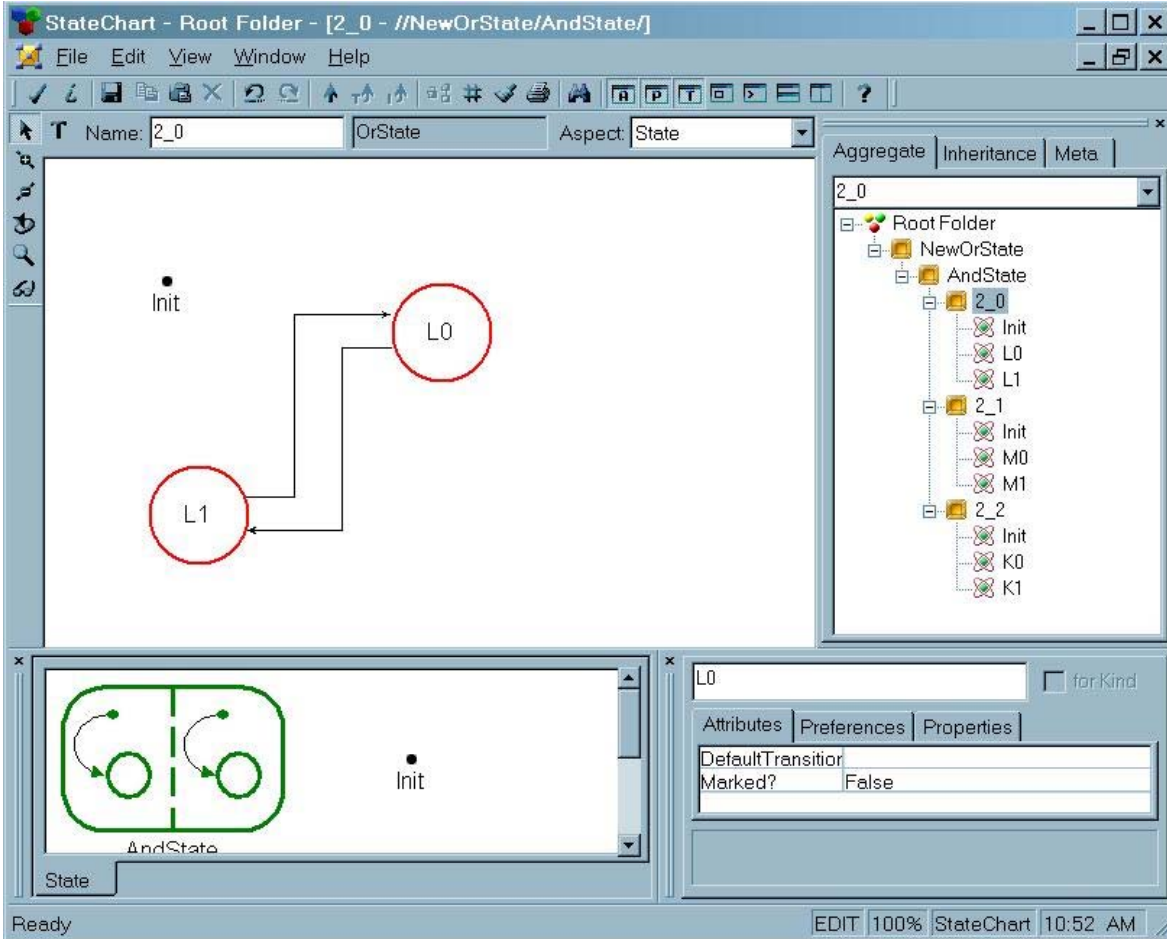 StateChart - Root Folder - [2_0 - //NewOrState/AndState/]
File Edit View Window Help
A P T ?
T Name: 2_0 OrState Aspect: State
Aggregate Inheritance Meta
2_0
Root Folder
NewOrState
AndState
2_0
Init
L0
L1
2_1
Init
M0
M1
2_2
Init
K0
K1
Init
L0
L1
AndState
Init
State
L0 for Kind
Attributes Preferences Properties
DefaultTransition
Marked? False
Ready EDIT 100% StateChart 10:52 AM